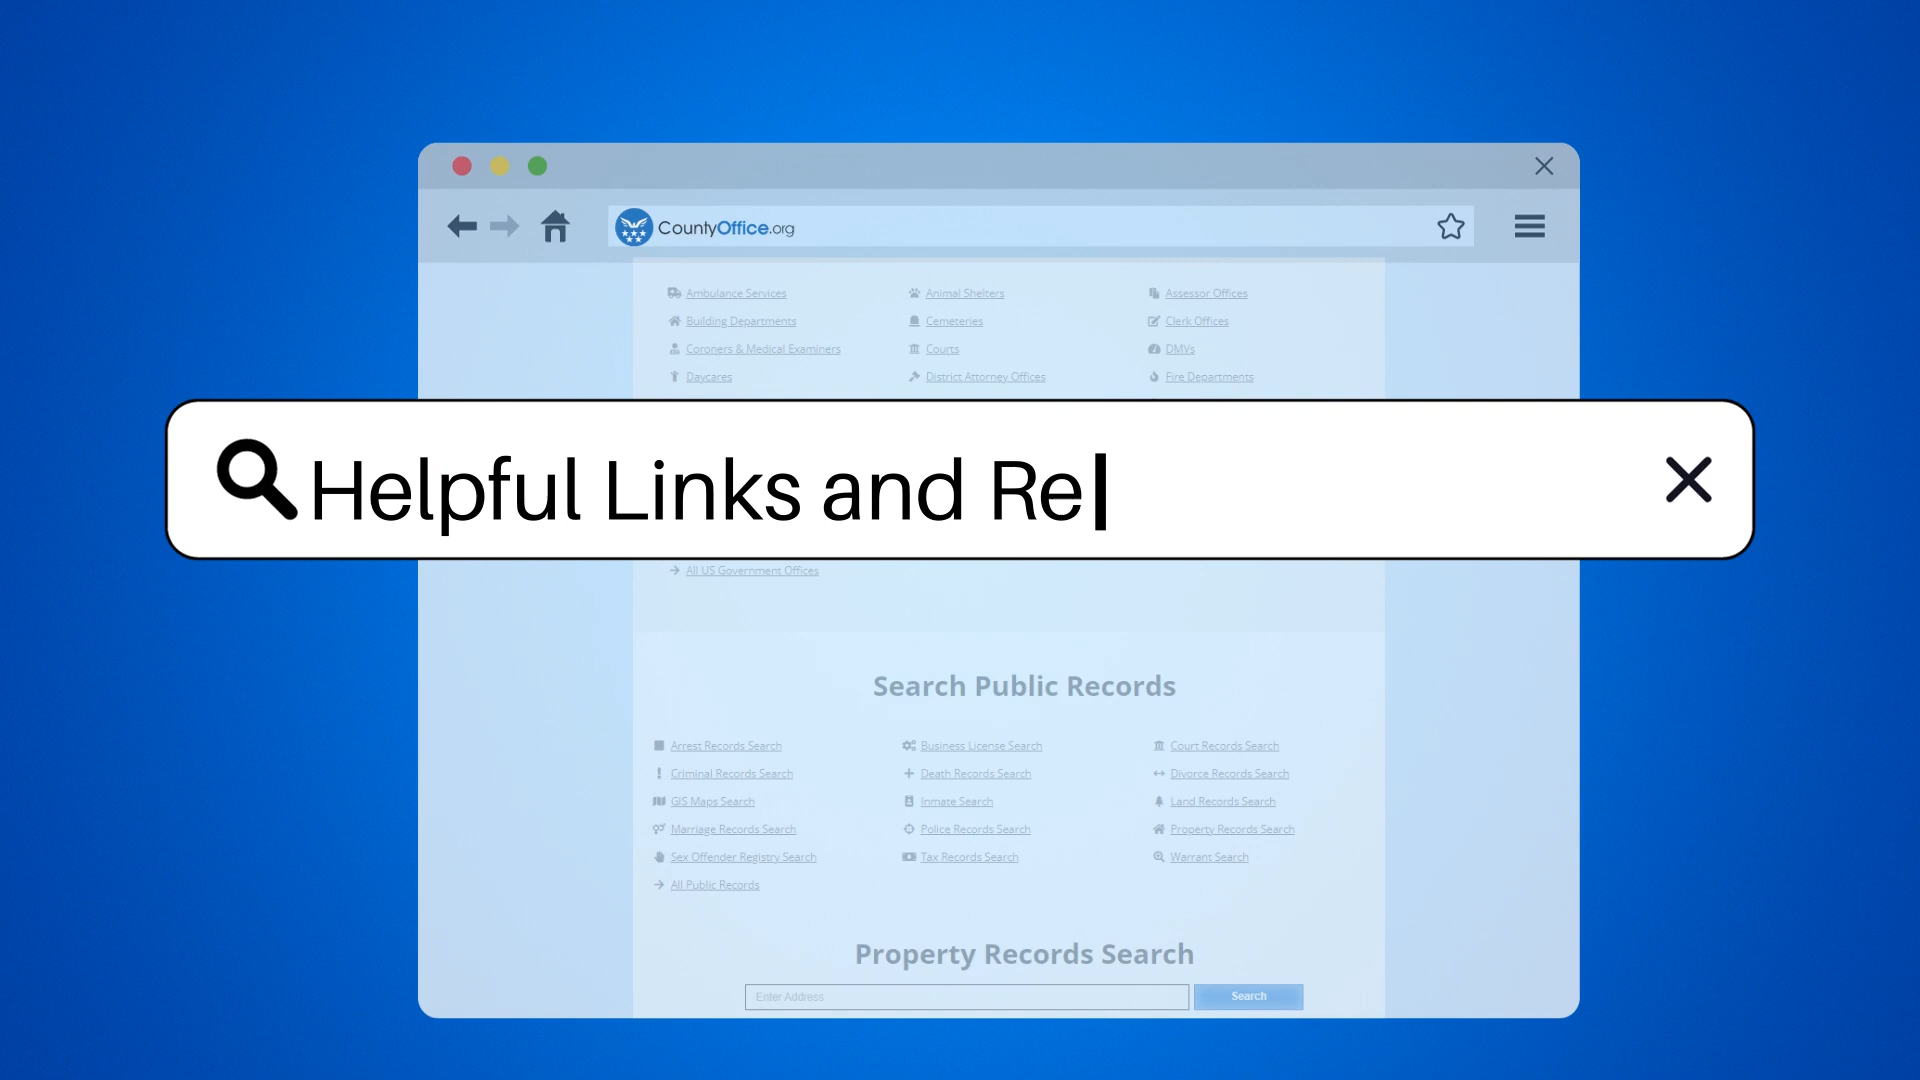 CountyOffice.org
Ambulance Services Animal Shelters Assessor Offices
Building Departments Cemeteries Clerk Offices
Coroners & Medical Examiners Courts DMVs
Daycares District Attorney Offices Fire Departments
Helpful Links and Re
All US Government Offices
Search Public Records
Arrest Records Search Business License Search Court Records Search
Criminal Records Search Death Records Search Divorce Records Search
GIS Maps Search Inmate Search Land Records Search
Marriage Records Search Police Records Search Property Records Search
Sex Offender Registry Search Tax Records Search Warrant Search
All Public Records
Property Records Search
Enter Address Search